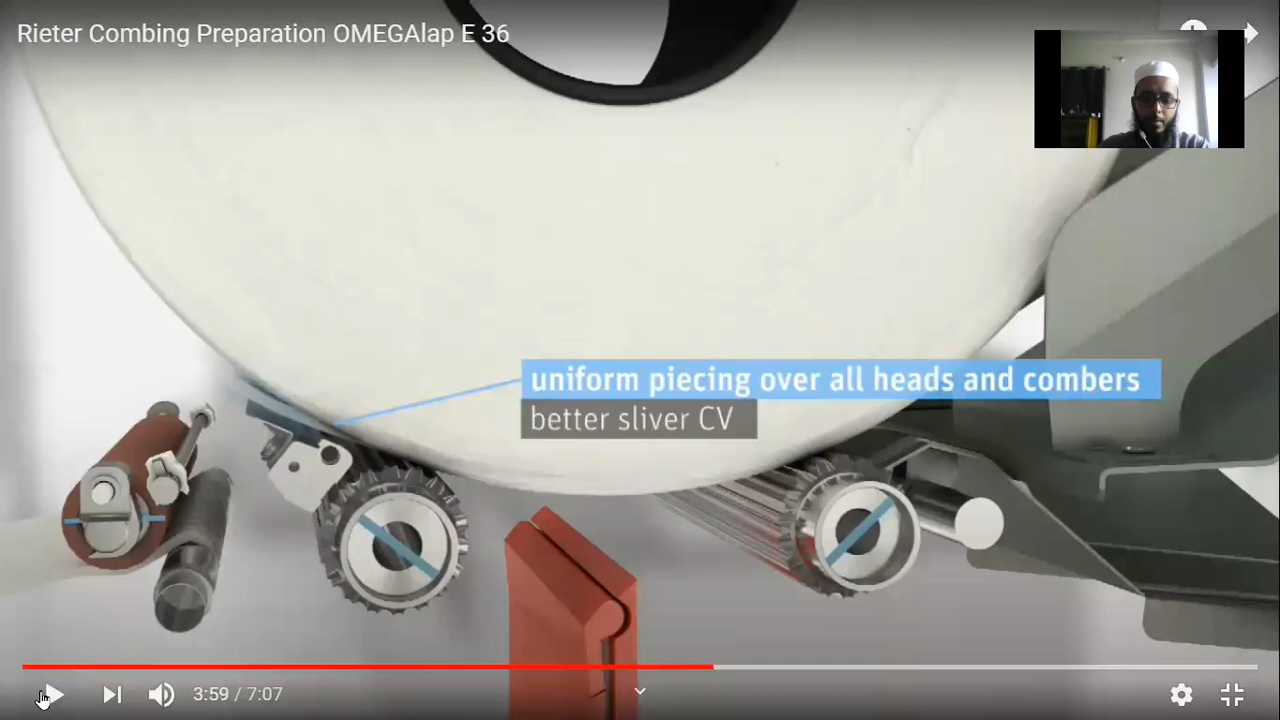 Rieter Combing Preparation OMEGAlap E 36
uniform piecing over all heads and combers
better sliver CV
3:59 / 7:07